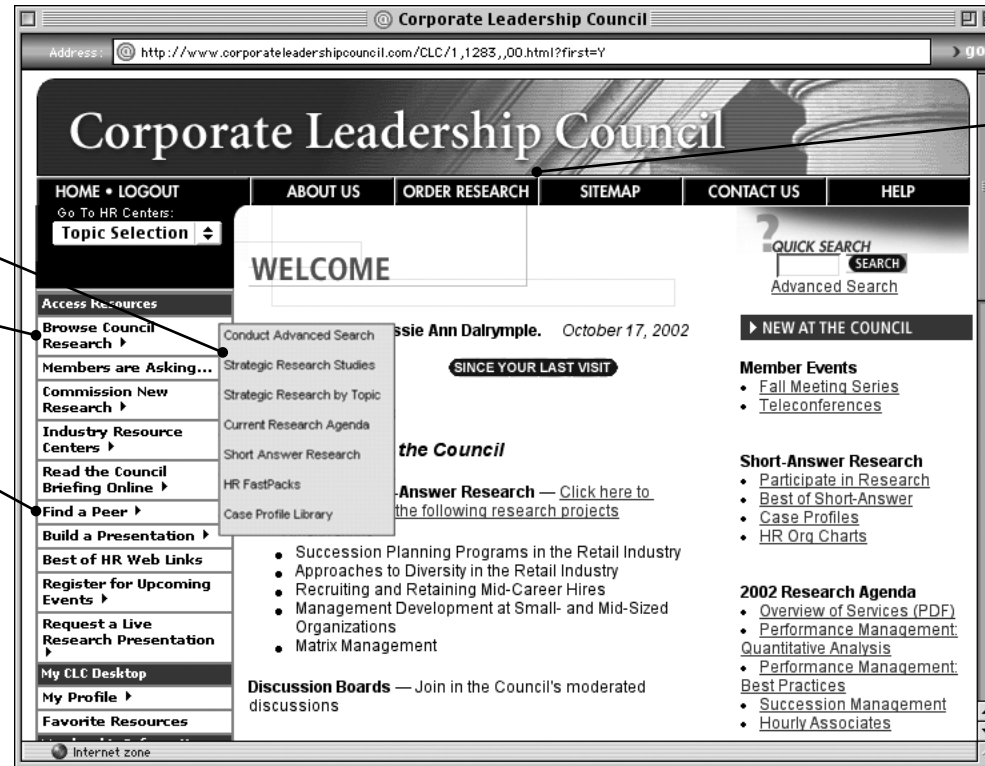 @ Corporate Leadership Council
Address: @ http://www.corporateleadershipcouncil.com/CLC/1,1283,,00.html?first=Y
go
Corporate Leadership Council
HOME • LOGOUT
ABOUT US
ORDER RESEARCH
SITEMAP
CONTACT US
HELP
Go To HR Centers:
Topic Selection
Access Resources
Browse Council
Research
Members are Asking...
Commission New
Research
Industry Resource
Centers
Read the Council
Briefing Online
Find a Peer
Build a Presentation
Best of HR Web Links
Register for Upcoming
Events
Request a Live
Research Presentation
My CLC Desktop
My Profile
Favorite Resources
Conduct Advanced Search
Strategic Research Studies
Strategic Research by Topic
Current Research Agenda
Short Answer Research
HR FastPacks
Case Profile Library
WELCOME
ssie Ann Dalrymple. October 17, 2002
SINCE YOUR LAST VISIT
the Council
-Answer Research — Click here to
the following research projects
• Succession Planning Programs in the Retail Industry
• Approaches to Diversity in the Retail Industry
• Recruiting and Retaining Mid-Career Hires
• Management Development at Small- and Mid-Sized
Organizations
• Matrix Management
Discussion Boards — Join in the Council's moderated
discussions
? QUICK SEARCH
SEARCH
Advanced Search
NEW AT THE COUNCIL
Member Events
• Fall Meeting Series
• Teleconferences
Short-Answer Research
• Participate in Research
• Best of Short-Answer
• Case Profiles
• HR Org Charts
2002 Research Agenda
• Overview of Services (PDF)
• Performance Management:
Quantitative Analysis
• Performance Management:
Best Practices
• Succession Management
• Hourly Associates
Internet zone